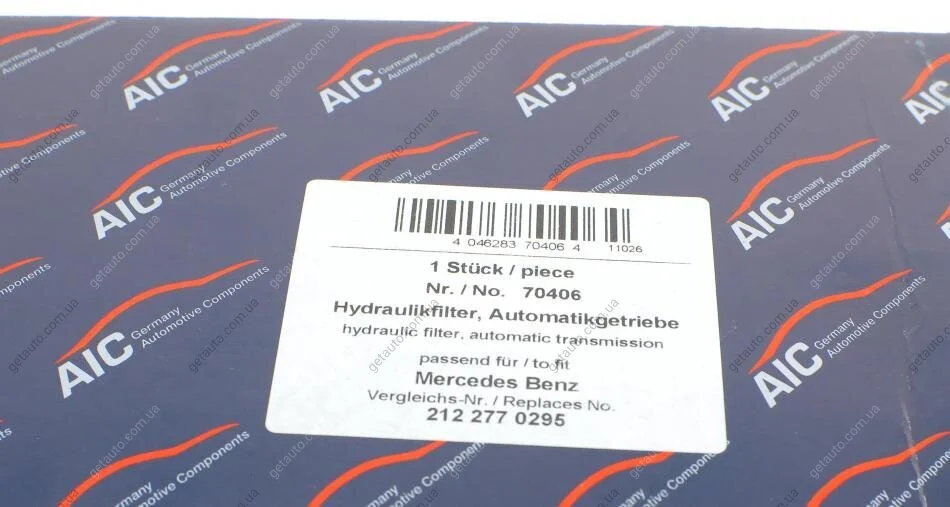 AIC Germany
Automotive Components
4 046283 70406 4 11026
1 Stück / piece
Nr. / No. 70406
Hydraulikfilter, Automatikgetriebe
hydraulic filter, automatic transmission
passend für / to fit
Mercedes Benz
Vergleichs-Nr. / Replaces No.
212 277 0295
getauto.com.ua